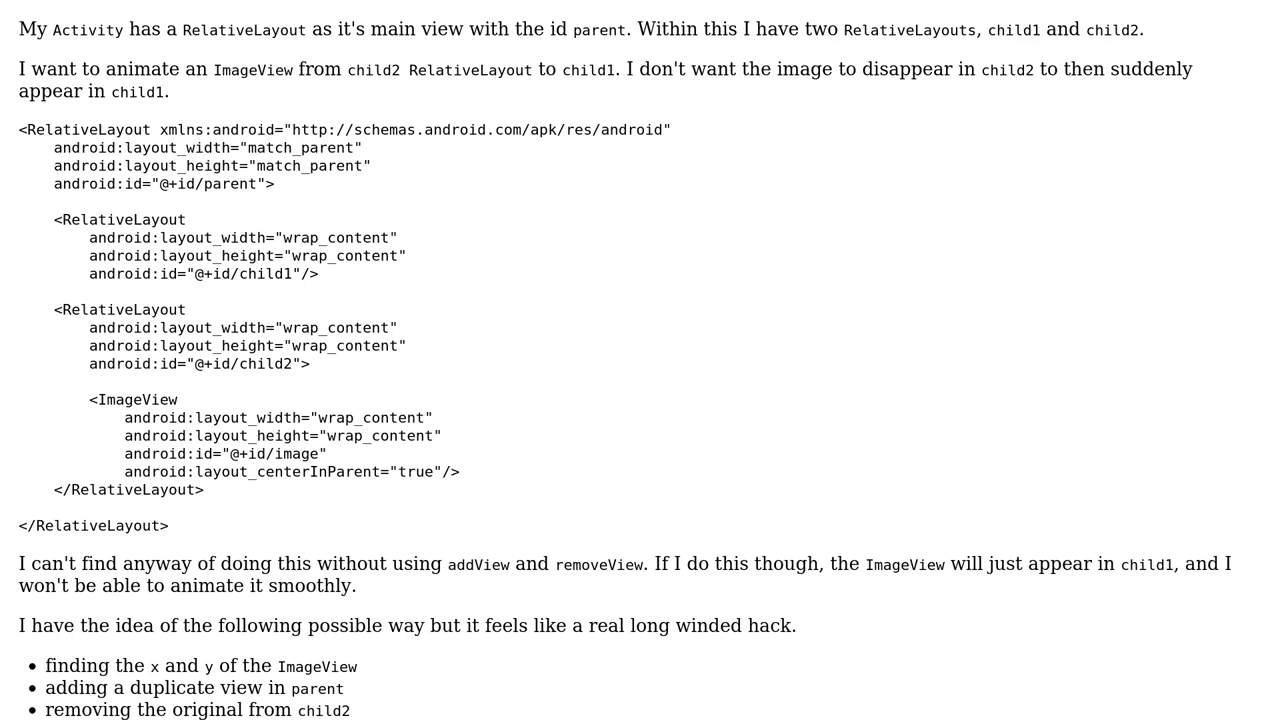 My Activity has a RelativeLayout as it's main view with the id parent. Within this I have two RelativeLayouts, child1 and child2.
I want to animate an ImageView from child2 RelativeLayout to child1. I don't want the image to disappear in child2 to then suddenly
appear in child1.
<RelativeLayout xmlns:android="http://schemas.android.com/apk/res/android"
    android:layout_width="match_parent"
    android:layout_height="match_parent"
    android:id="@+id/parent">
    <RelativeLayout
        android:layout_width="wrap_content"
        android:layout_height="wrap_content"
        android:id="@+id/child1"/>
    <RelativeLayout
        android:layout_width="wrap_content"
        android:layout_height="wrap_content"
        android:id="@+id/child2">
        <ImageView
            android:layout_width="wrap_content"
            android:layout_height="wrap_content"
            android:id="@+id/image"
            android:layout_centerInParent="true"/>
    </RelativeLayout>
</RelativeLayout>
I can't find anyway of doing this without using addView and removeView. If I do this though, the ImageView will just appear in child1, and I
won't be able to animate it smoothly.
I have the idea of the following possible way but it feels like a real long winded hack.
• finding the x and y of the ImageView
• adding a duplicate view in parent
• removing the original from child2